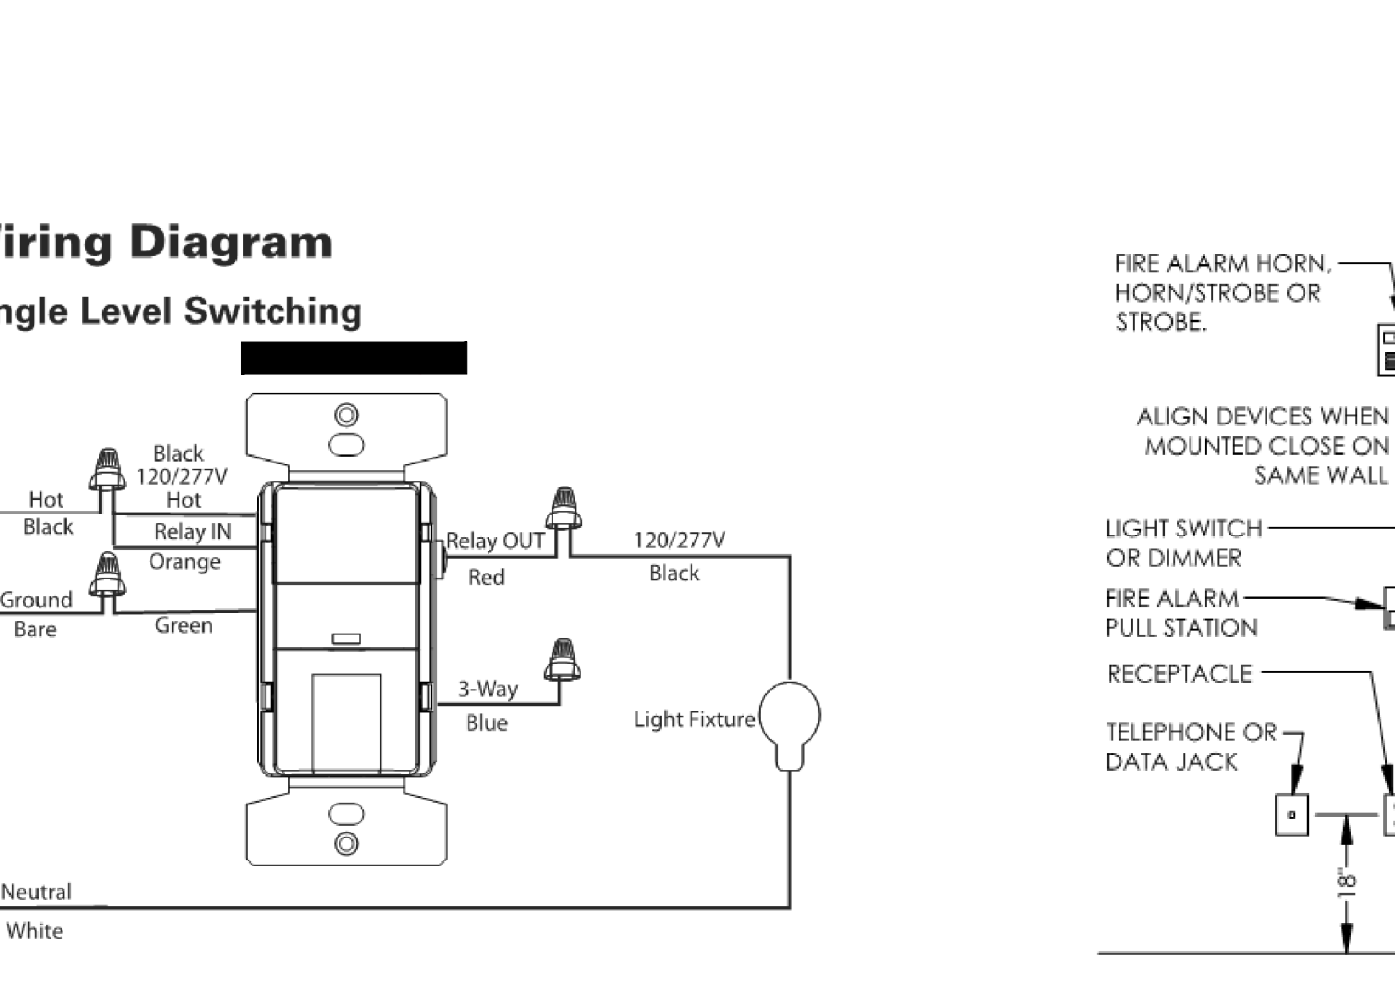 iring Diagram
ngle Level Switching
Black
120/277V
Hot
Hot
Black
Relay IN
Orange
Ground
Bare
Green
Relay OUT
Red
120/277V
Black
3-Way
Blue
Light Fixture
Neutral
White
FIRE ALARM HORN,
HORN/STROBE OR
STROBE.
ALIGN DEVICES WHEN
MOUNTED CLOSE ON
SAME WALL
LIGHT SWITCH
OR DIMMER
FIRE ALARM
PULL STATION
RECEPTACLE
TELEPHONE OR
DATA JACK
18"